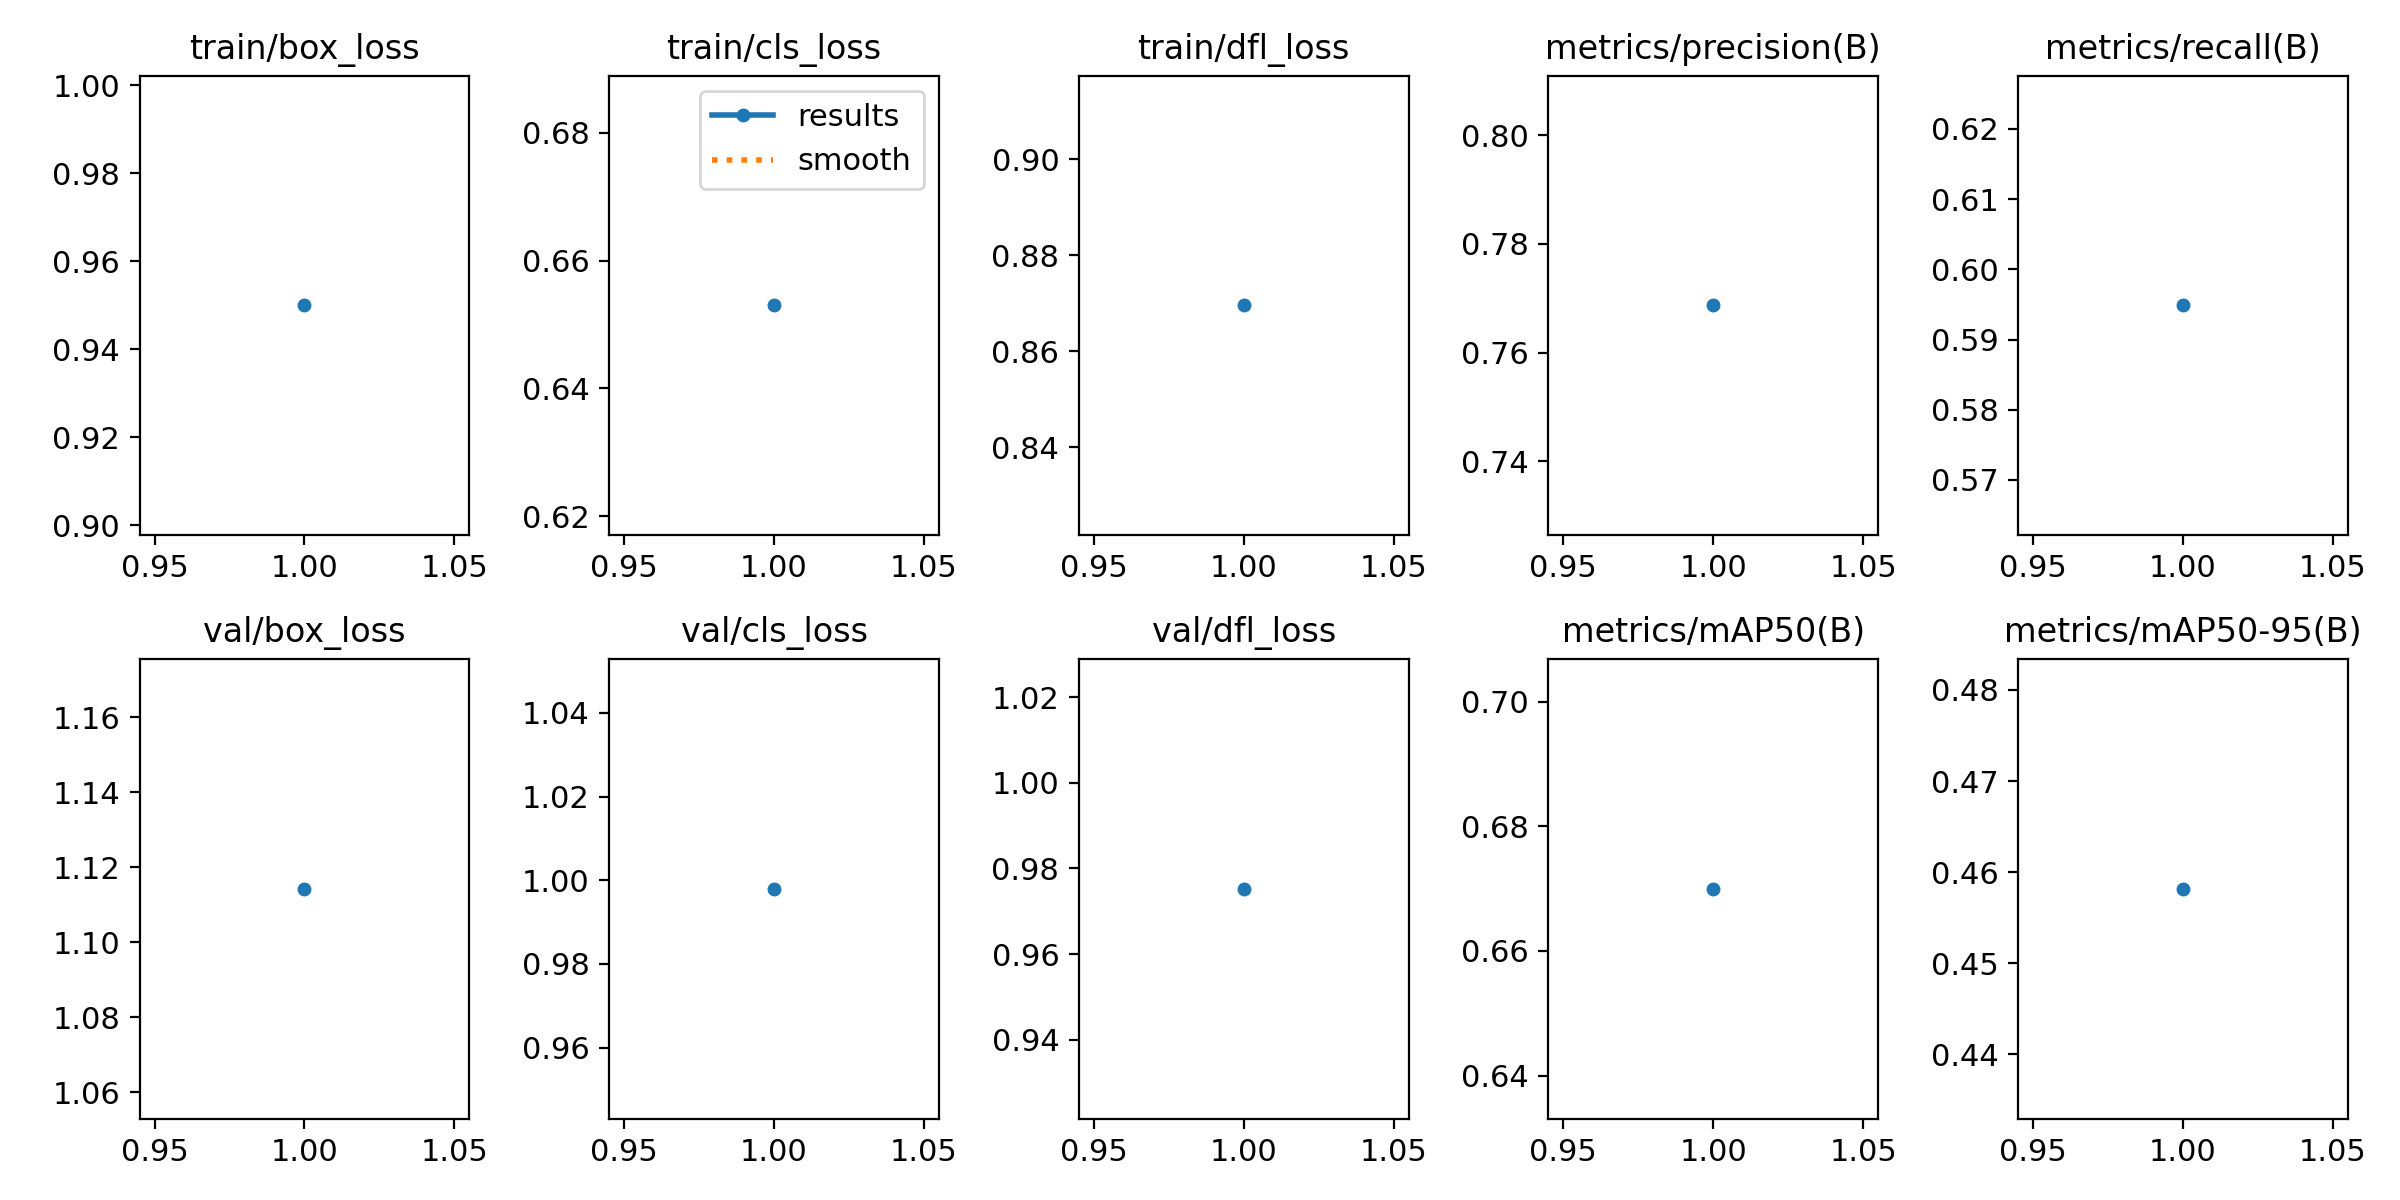 train/box_loss
1.00
0.98
0.96
0.94
0.92
0.90
0.95 1.00 1.05
train/cls_loss
results
smooth
0.68
0.66
0.64
0.62
0.95 1.00 1.05
train/dfl_loss
0.90
0.88
0.86
0.84
0.95 1.00 1.05
metrics/precision(B)
0.80
0.78
0.76
0.74
0.95 1.00 1.05
metrics/recall(B)
0.62
0.61
0.60
0.59
0.58
0.57
0.95 1.00 1.05
val/box_loss
1.16
1.14
1.12
1.10
1.08
1.06
0.95 1.00 1.05
val/cls_loss
1.04
1.02
1.00
0.98
0.96
0.95 1.00 1.05
val/dfl_loss
1.02
1.00
0.98
0.96
0.94
0.95 1.00 1.05
metrics/mAP50(B)
0.70
0.68
0.66
0.64
0.95 1.00 1.05
metrics/mAP50-95(B)
0.48
0.47
0.46
0.45
0.44
0.95 1.00 1.05